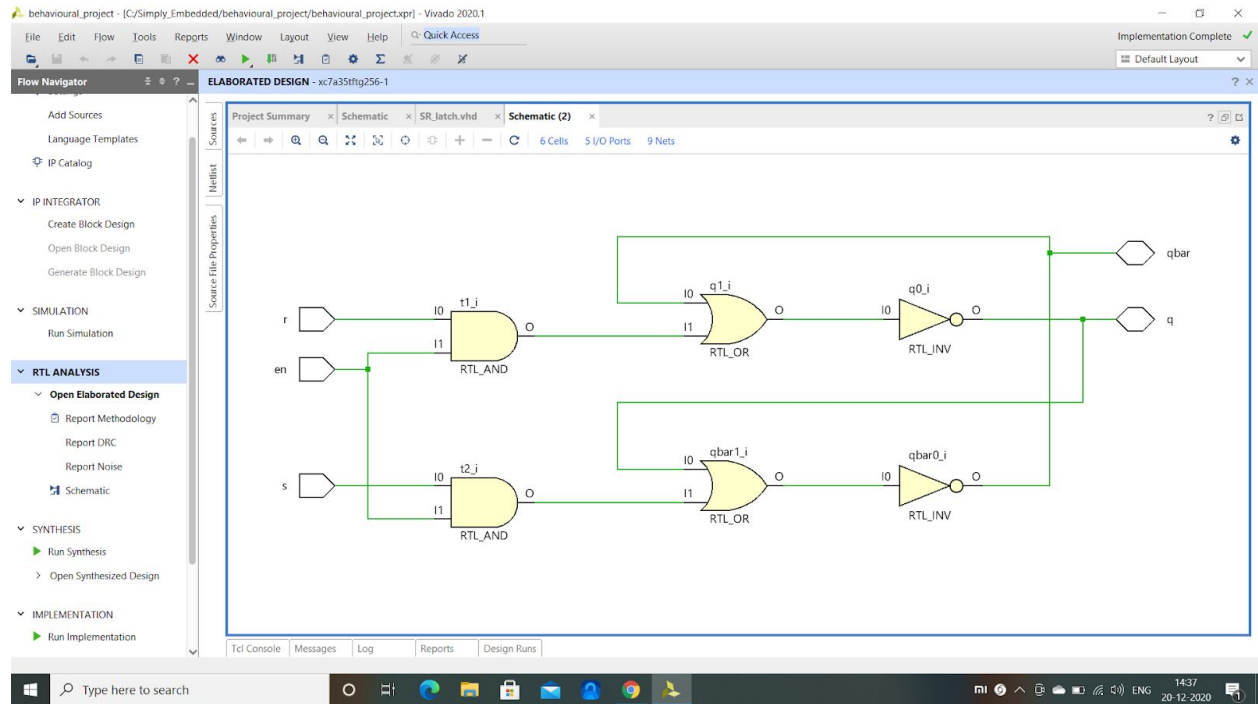 behavioural_project - [C:/Simply_Embedded/behavioural_project/behavioural_project.xpr] - Vivado 2020.1
File Edit Flow Tools Reports Window Layout View Help Quick Access
Implementation Complete
Default Layout
Flow Navigator
ELABORATED DESIGN - xc7a35tftg256-1
Add Sources
Language Templates
IP Catalog
IP INTEGRATOR
Create Block Design
Open Block Design
Generate Block Design
SIMULATION
Run Simulation
RTL ANALYSIS
Open Elaborated Design
Report Methodology
Report DRC
Report Noise
Schematic
SYNTHESIS
Run Synthesis
Open Synthesized Design
IMPLEMENTATION
Run Implementation
Sources
Netlist
Source File Properties
Project Summary Schematic SR_latch.vhd Schematic (2)
6 Cells 5 I/O Ports 9 Nets
qbar
t1_i
q1_i
q0_i
I0
I0
r
O
I1
O
I0
O
q
I1
RTL_OR
RTL_INV
en
RTL_AND
qbar1_i
qbar0_i
t2_i
I0
I0
s
O
I1
O
I0
O
I1
RTL_OR
RTL_INV
RTL_AND
Tcl Console Messages Log Reports Design Runs
Type here to search
ENG
14:37
20-12-2020